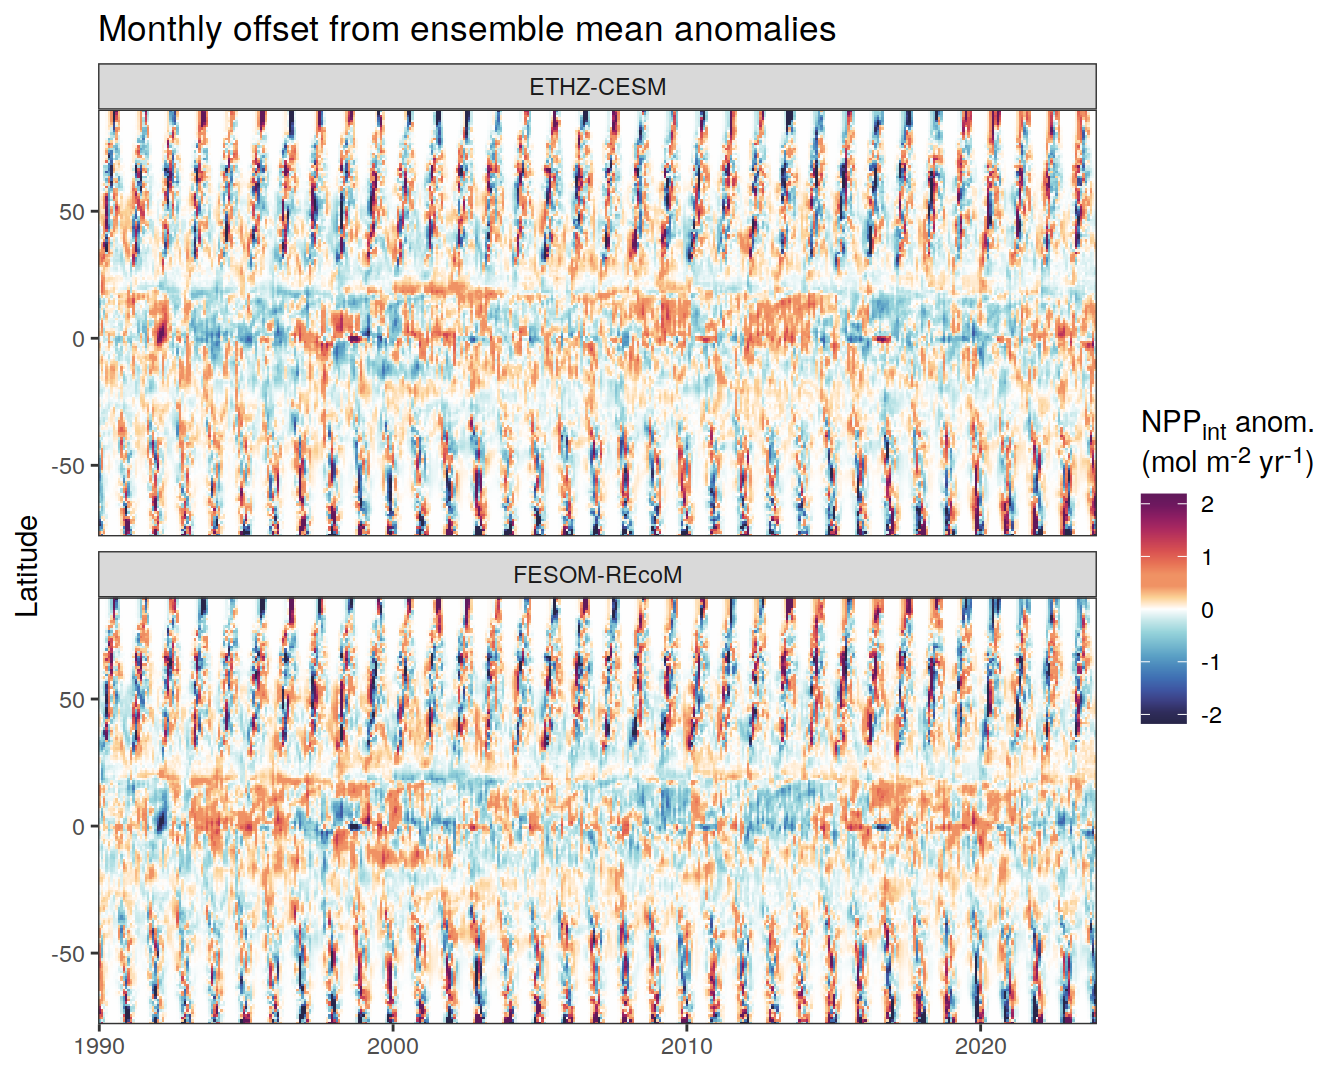 Monthly offset from ensemble mean anomalies
ETHZ-CESM
50
0
-50
FESOM-REcoM
50
0
-50
1990 2000 2010 2020
Latitude
NPPint anom.
(mol m-2 yr-1)
2
1
0
-1
-2